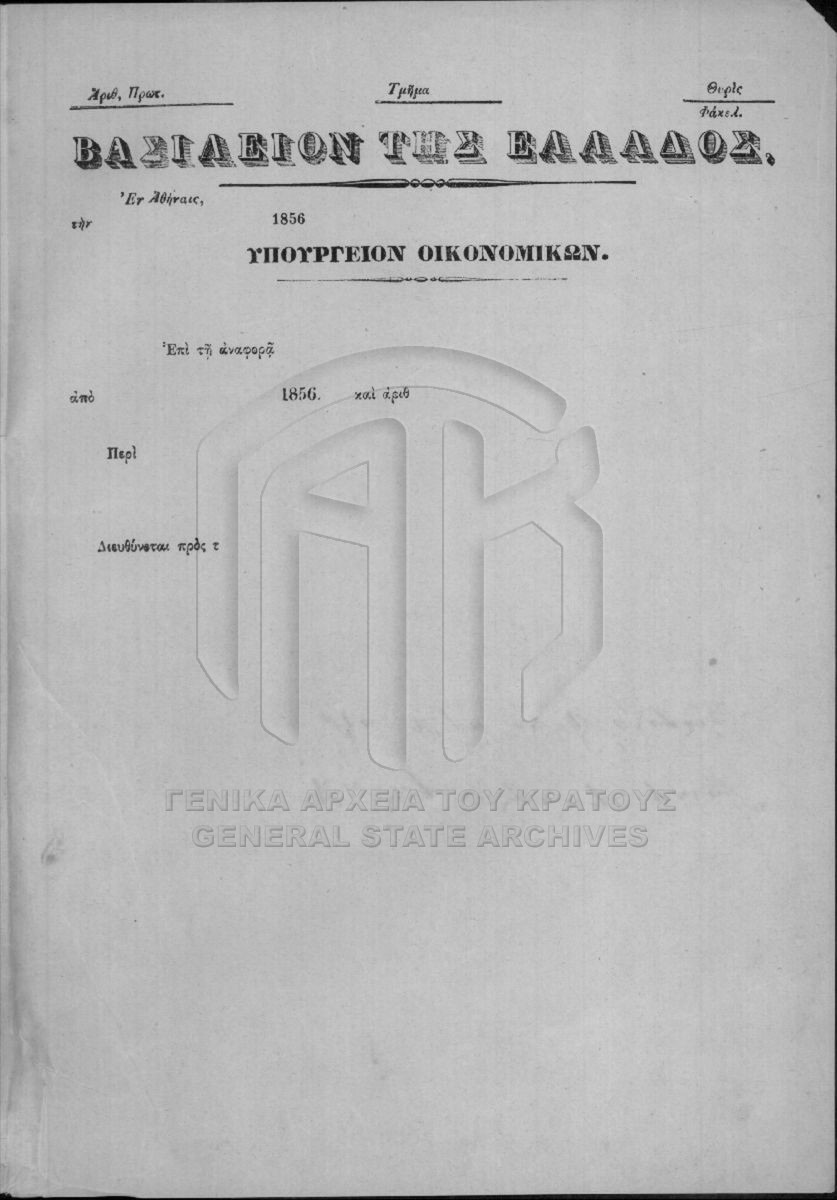 Ἀριθ, Πρωτ. Τμῆμα Θυρὶς
Φάκελ.
ΒΑΣΙΛΕΙΟΝ ΤΗΣ ΕΛΛΑΔΟΣ,
Ἐν Ἀθήναις,
τὴν 1856
ΥΠΟΥΡΓΕΙΟΝ ΟΙΚΟΝΟΜΙΚΩΝ.
Ἐπὶ τῇ ἀναφορᾷ
ἀπὸ 1856. καὶ ἀριθ
Περὶ
Διευθύνεται πρὸς τ
ΓΑΚ
ΓΕΝΙΚΑ ΑΡΧΕΙΑ ΤΟΥ ΚΡΑΤΟΥΣ
GENERAL STATE ARCHIVES